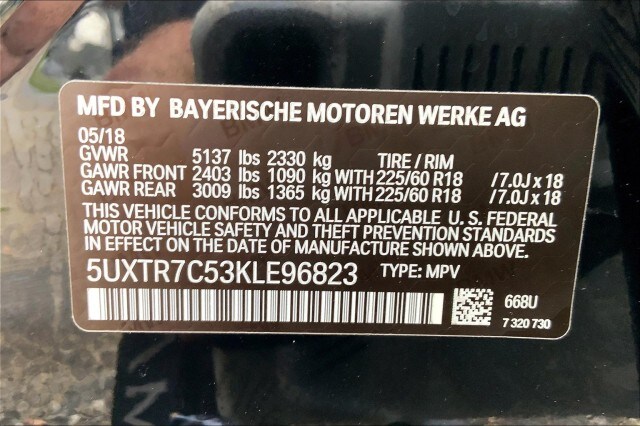 MFD BY BAYERISCHE MOTOREN WERKE AG
05/18
GVWR 5137 lbs 2330 kg TIRE / RIM
GAWR FRONT 2403 lbs 1090 kg WITH 225/60 R18 /7.0J x 18
GAWR REAR 3009 lbs 1365 kg WITH 225/60 R18 /7.0J x 18
THIS VEHICLE CONFORMS TO ALL APPLICABLE U. S. FEDERAL
MOTOR VEHICLE SAFETY AND THEFT PREVENTION STANDARDS
IN EFFECT ON THE DATE OF MANUFACTURE SHOWN ABOVE.
5UXTR7C53KLE96823 TYPE: MPV
668U
7 320 730